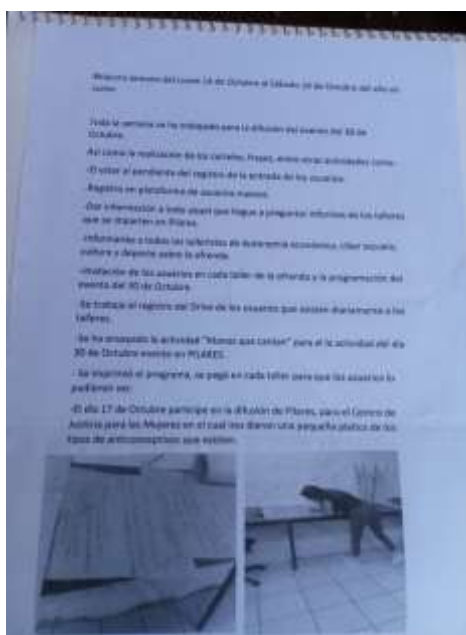 Toda la semana se ha trabajado para la difusión del evento del 30 de
Octubre.
Así como la realización de los carteles, frases, entre otras actividades como:
-El estar al pendiente del registro de la entrada de los usuarios.
-Registro en plataforma de usuarios nuevos.
-Dar información a todo aquel que llegue a preguntar informes de los talleres
que se imparten en Pilares.
-Informarles a todos los talleristas de Autonomía económica, ciber escuela,
cultura y deporte sobre la ofrenda.
-Invitación de los usuarios en cada taller de la ofrenda y la programación del
evento del 30 de Octubre.
-Se trabaja el registro del Drive de los usuarios que asisten diariamente a los
talleres.
-Se ha ensayado la actividad "Manos que cantan" para el la actividad del día
30 de Octubre evento en PILARES.
- Se imprimió el programa, se pegó en cada taller para que los usuarios lo
pudieran ver.
-El día 17 de Octubre participe en la difusión de Pilares, para el Centro de
Justicia para las Mujeres en el cual nos dieron una pequeña platica de los
tipos de anticonceptivos que existen.